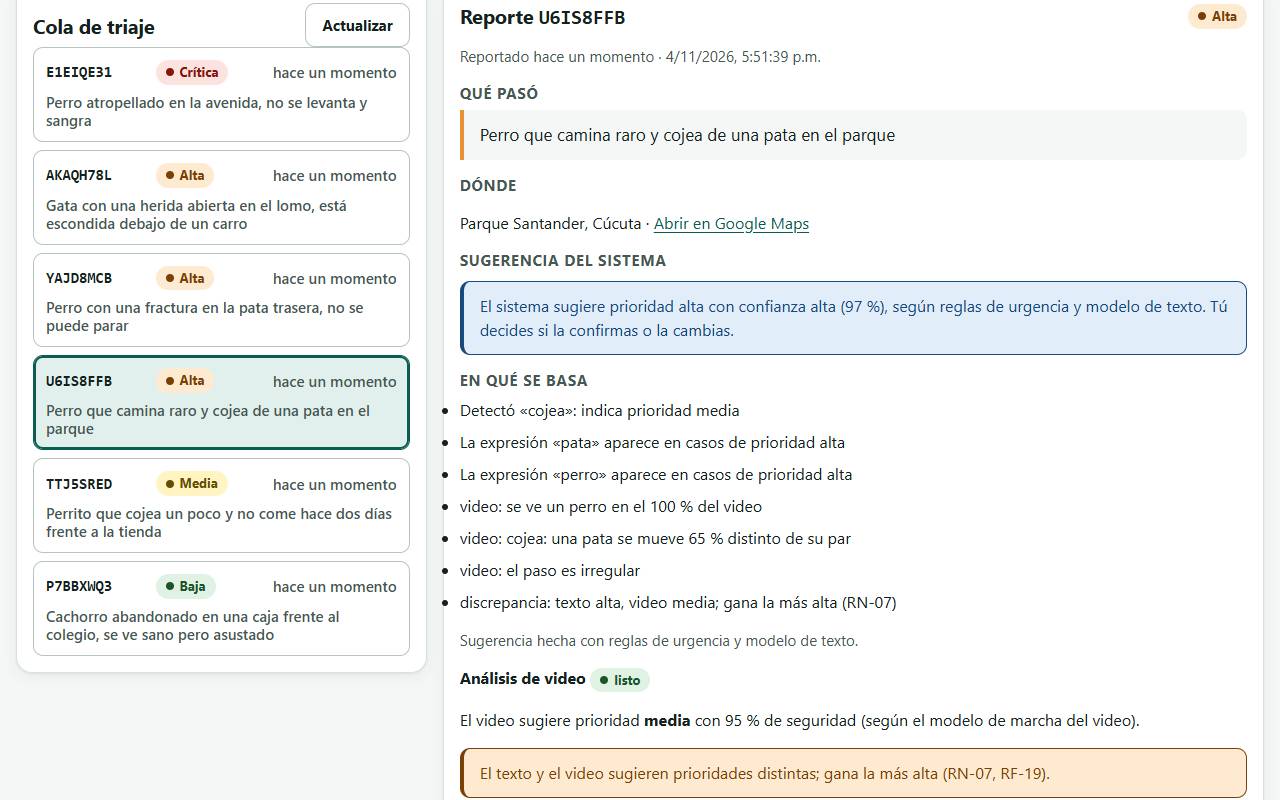 Cola de triaje
Actualizar
E1EIQE31
Crítica
hace un momento
Perro atropellado en la avenida, no se levanta y
sangra
AKAQH78L
Alta
hace un momento
Gata con una herida abierta en el lomo, está
escondida debajo de un carro
YAJD8MCB
Alta
hace un momento
Perro con una fractura en la pata trasera, no se
puede parar
U6IS8FFB
Alta
hace un momento
Perro que camina raro y cojea de una pata en el
parque
TTJ5SRED
Media
hace un momento
Perrito que cojea un poco y no come hace dos días
frente a la tienda
P7BBXWQ3
Baja
hace un momento
Cachorro abandonado en una caja frente al
colegio, se ve sano pero asustado
Reporte U6IS8FFB
Alta
Reportado hace un momento · 4/11/2026, 5:51:39 p.m.
QUÉ PASÓ
Perro que camina raro y cojea de una pata en el parque
DÓNDE
Parque Santander, Cúcuta · Abrir en Google Maps
SUGERENCIA DEL SISTEMA
El sistema sugiere prioridad alta con confianza alta (97 %), según reglas de urgencia y modelo de texto. Tú
decides si la confirmas o la cambias.
EN QUÉ SE BASA
• Detectó «cojea»: indica prioridad media
• La expresión «pata» aparece en casos de prioridad alta
• La expresión «perro» aparece en casos de prioridad alta
• video: se ve un perro en el 100 % del video
• video: cojea: una pata se mueve 65 % distinto de su par
• video: el paso es irregular
• discrepancia: texto alta, video media; gana la más alta (RN-07)
Sugerencia hecha con reglas de urgencia y modelo de texto.
Análisis de video
listo
El video sugiere prioridad media con 95 % de seguridad (según el modelo de marcha del video).
El texto y el video sugieren prioridades distintas; gana la más alta (RN-07, RF-19).